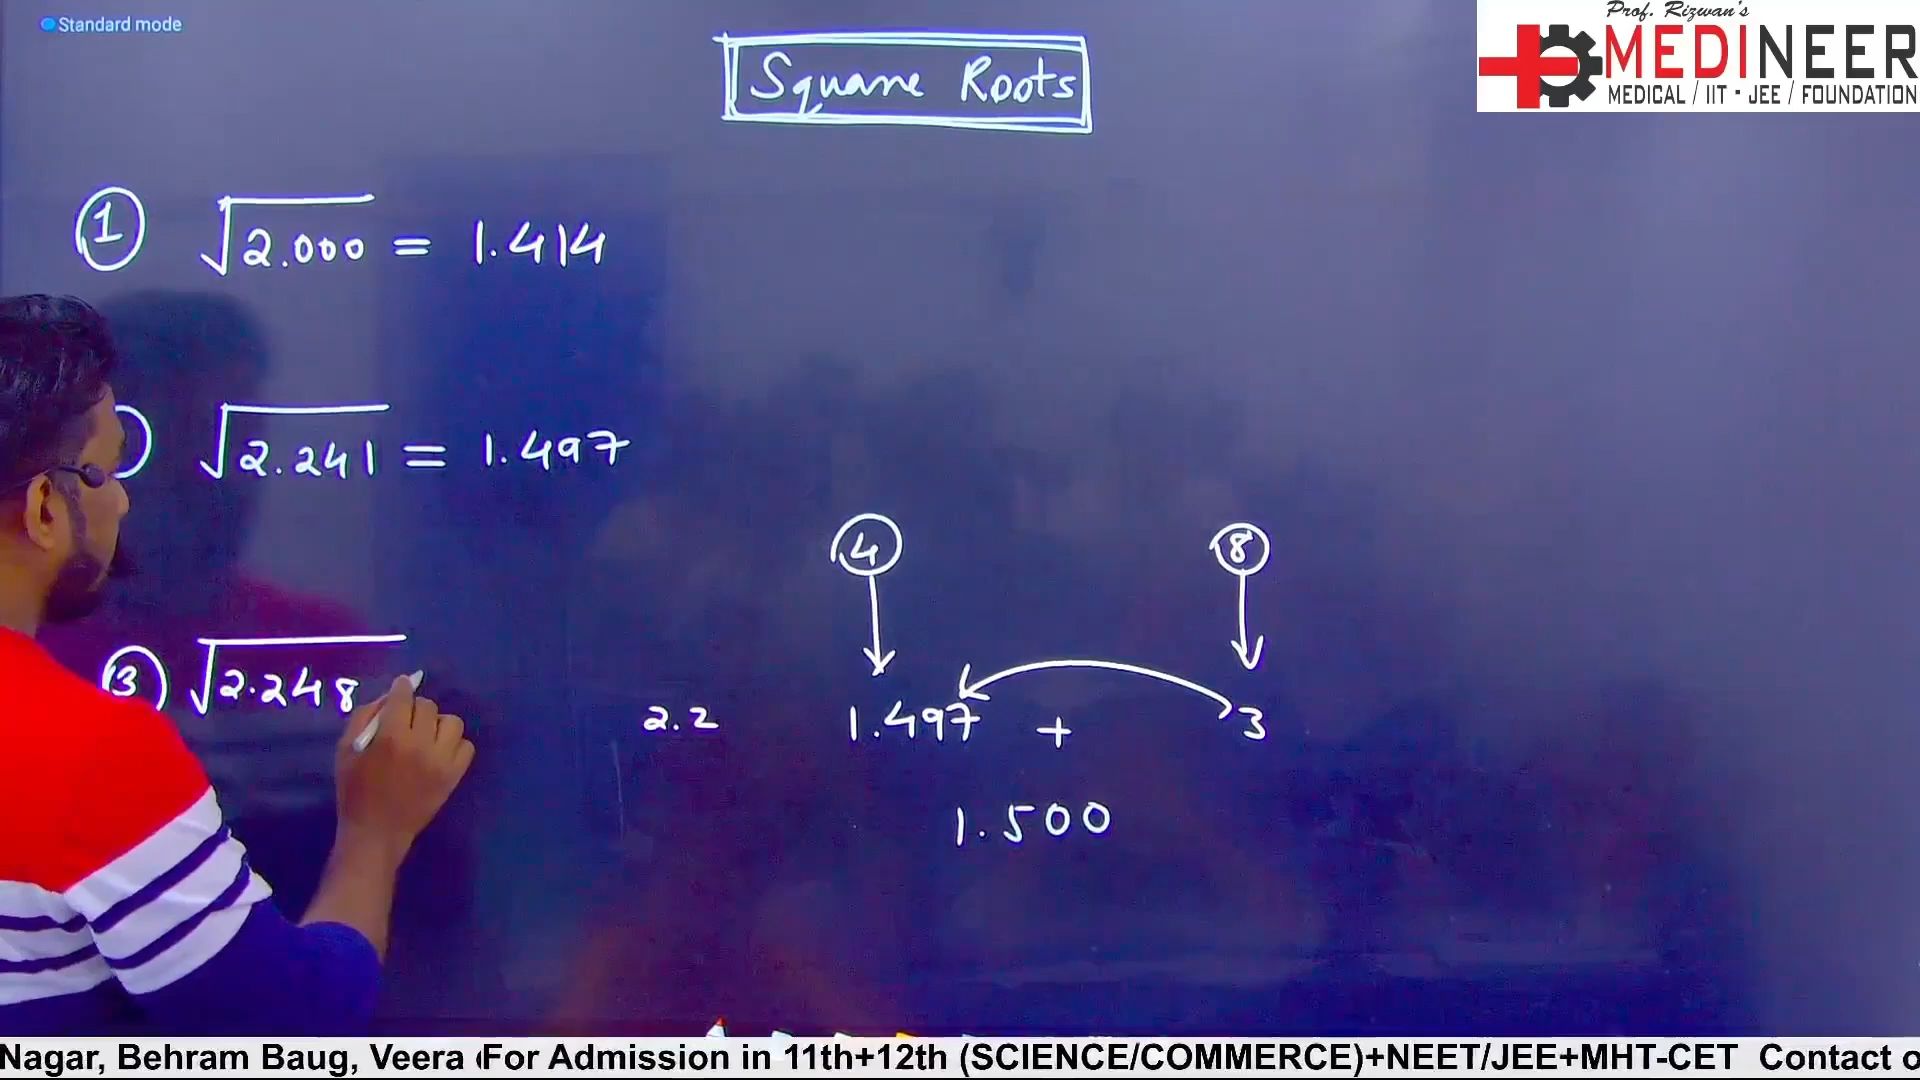 Standard mode
Prof. Rizwan's
MEDINEER
MEDICAL / IIT - JEE / FOUNDATION
Square Roots
1 √2.000 = 1.414
√2.241 = 1.497
4 8
3 √2.248
2.2 1.497 + 3
1.500
Nagar, Behram Baug, Veera For Admission in 11th+12th (SCIENCE/COMMERCE)+NEET/JEE+MHT-CET Contact o